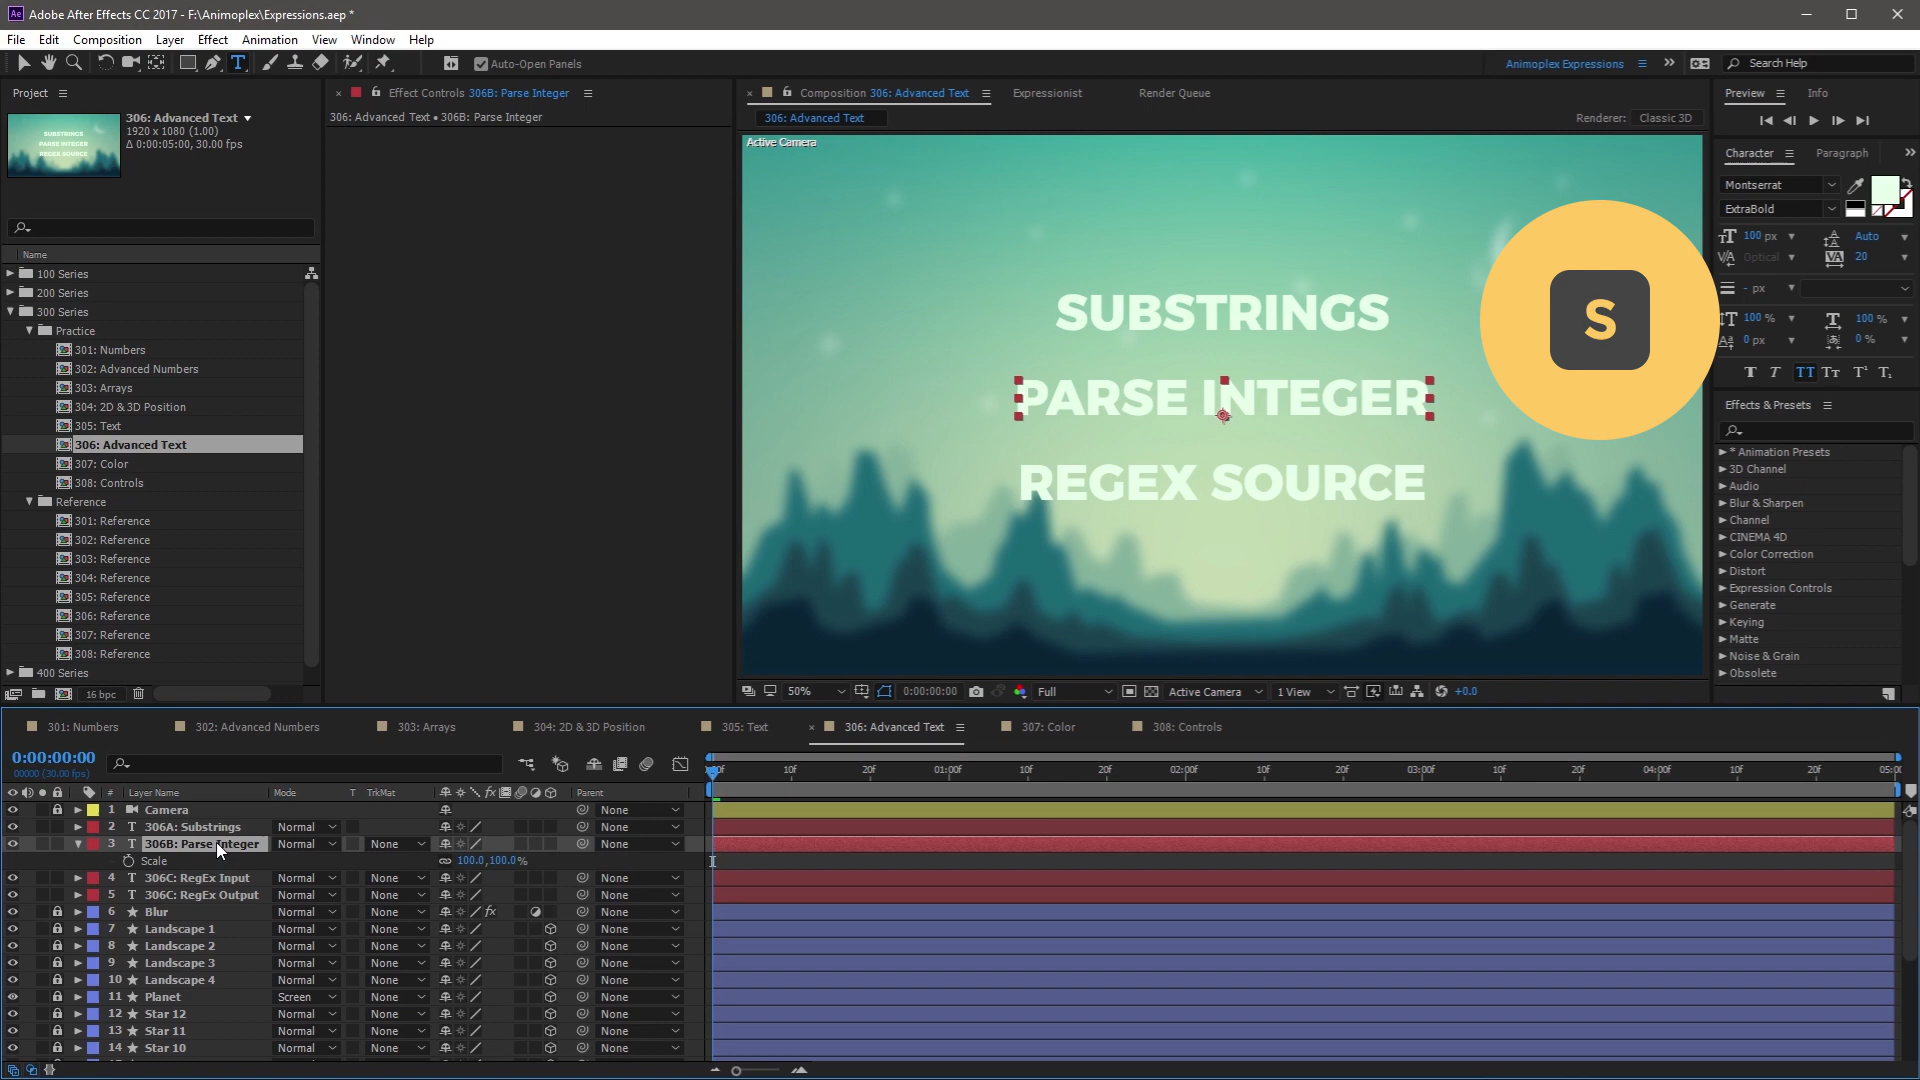 Ae Adobe After Effects CC 2017 - F:\Animoplex\Expressions.aep *
File Edit Composition Layer Effect Animation View Window Help
Auto-Open Panels
Animoplex Expressions
Search Help
Project
306: Advanced Text
1920 x 1080 (1.00)
Δ 0:00:05:00, 30.00 fps
Name
100 Series
200 Series
300 Series
Practice
301: Numbers
302: Advanced Numbers
303: Arrays
304: 2D & 3D Position
305: Text
306: Advanced Text
307: Color
308: Controls
Reference
301: Reference
302: Reference
303: Reference
304: Reference
305: Reference
306: Reference
307: Reference
308: Reference
400 Series
16 bpc
Effect Controls 306B: Parse Integer
306: Advanced Text • 306B: Parse Integer
Composition 306: Advanced Text
Expressionist
Render Queue
306: Advanced Text
Renderer: Classic 3D
Active Camera
SUBSTRINGS
PARSE INTEGER
REGEX SOURCE
S
50%
0:00:00:00
Full
Active Camera
1 View
+0.0
Preview
Info
Character
Paragraph
Montserrat
ExtraBold
100 px
Auto
Optical
20
- px
100 %
100 %
0 px
0 %
Effects & Presets
* Animation Presets
3D Channel
Audio
Blur & Sharpen
Channel
CINEMA 4D
Color Correction
Distort
Expression Controls
Generate
Keying
Matte
Noise & Grain
Obsolete
301: Numbers
302: Advanced Numbers
303: Arrays
304: 2D & 3D Position
305: Text
306: Advanced Text
307: Color
308: Controls
0:00:00:00
00000 (30.00 fps)
10f 20f 01:00f 10f 20f 02:00f 10f 20f 03:00f 10f 20f 04:00f 10f 20f
# Layer Name Mode T TrkMat Parent
1 Camera None
2 306A: Substrings Normal None
3 306B: Parse Integer Normal None None
Scale 100.0,100.0%
4 306C: RegEx Input Normal None None
5 306C: RegEx Output Normal None None
6 Blur Normal None None
7 Landscape 1 Normal None None
8 Landscape 2 Normal None None
9 Landscape 3 Normal None None
10 Landscape 4 Normal None None
11 Planet Screen None None
12 Star 12 Normal None None
13 Star 11 Normal None None
14 Star 10 Normal None None